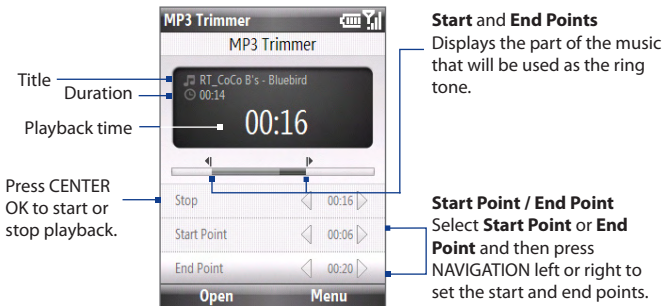 MP3 Trimmer
MP3 Trimmer
RT_CoCo B's - Bluebird
00:14
00:16
Stop 00:16
Start Point 00:06
End Point 00:20
Open Menu
Title
Duration
Playback time
Press CENTER
OK to start or
stop playback.
Start and End Points
Displays the part of the music
that will be used as the ring
tone.
Start Point / End Point
Select Start Point or End
Point and then press
NAVIGATION left or right to
set the start and end points.